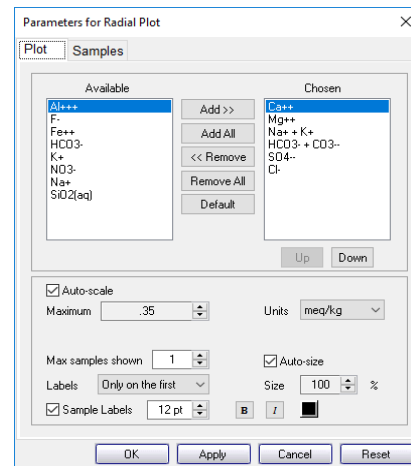 Parameters for Radial Plot
Plot Samples
Available Chosen
Al+++
F-
Fe++
HCO3-
K+
NO3-
Na+
SiO2(aq)
Add >>
Add All
<< Remove
Remove All
Default
Ca++
Mg++
Na+ + K+
HCO3- + CO3--
SO4--
Cl-
Up Down
Auto-scale
Maximum .35 Units meq/kg
Max samples shown 1 Auto-size
Labels Only on the first Size 100 %
Sample Labels 12 pt B I
OK Apply Cancel Reset